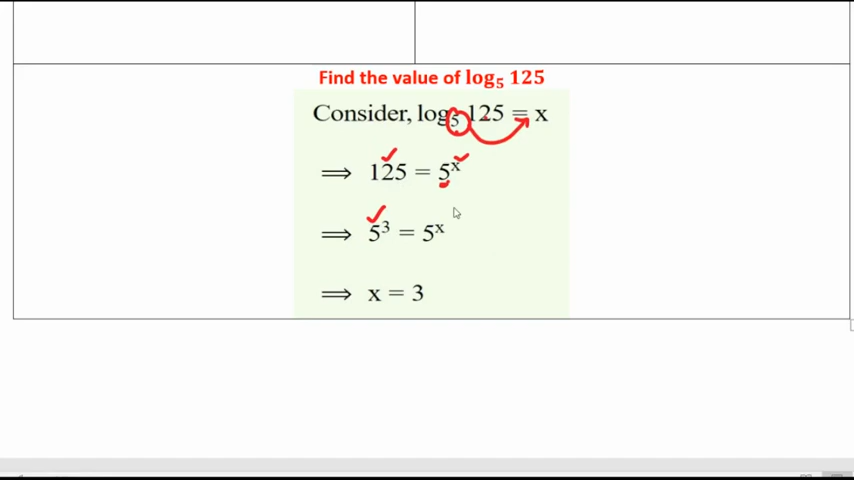 Find the value of log₅ 125
Consider, log₅ 125 = x
⟹ 125 = 5ˣ
⟹ 5³ = 5ˣ
⟹ x = 3